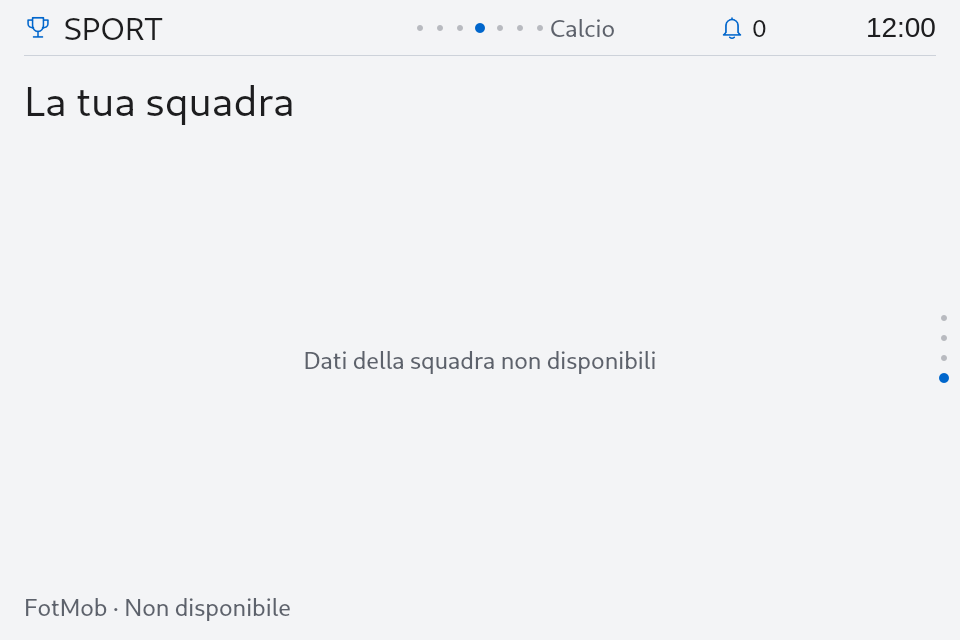 SPORT
Calcio
0
12:00
La tua squadra
Dati della squadra non disponibili
FotMob · Non disponibile